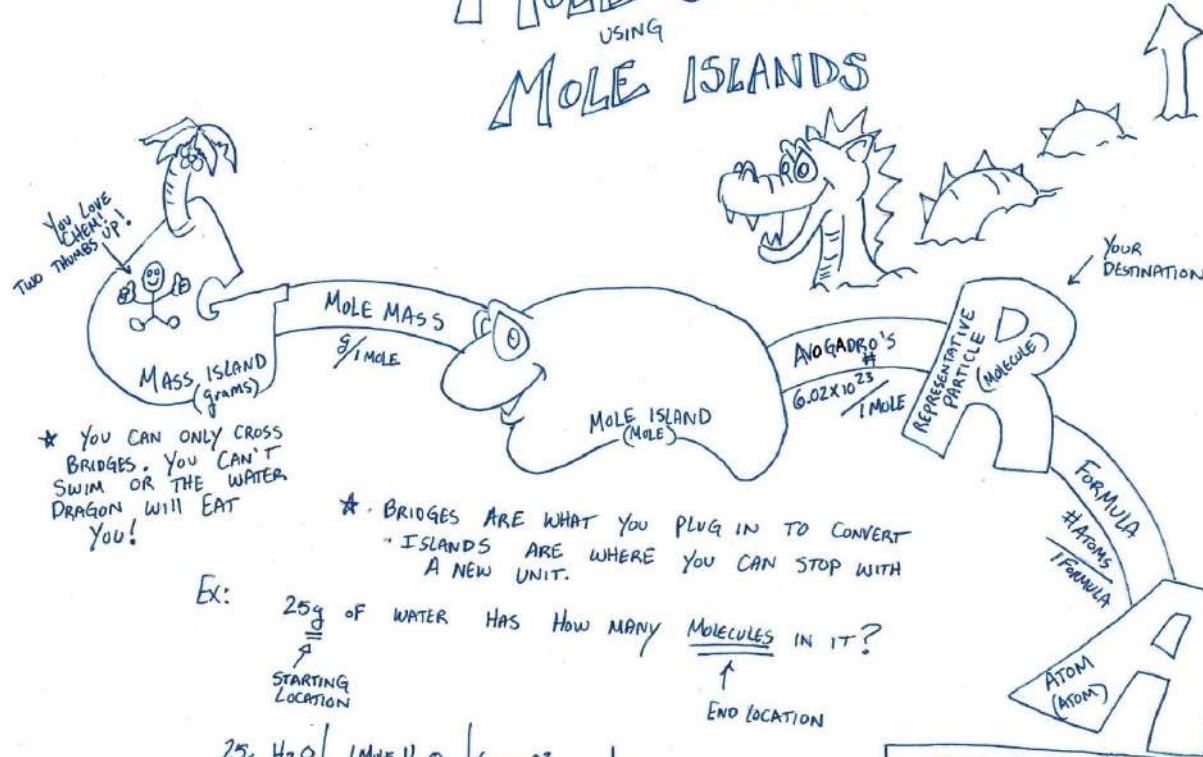 USING
MOLE ISLANDS
YOU LOVE
CHEM!
TWO THUMBS UP!
YOUR
DESTINATION
MOLE MASS
g/1 MOLE
MASS ISLAND
(grams)
MOLE ISLAND
(MOLE)
AVOGADRO'S
#
6.02X10^23
/1 MOLE
REPRESENTATIVE
PARTICLE
(MOLECULE)
FORMULA
#ATOMS
1 FORMULA
ATOM
(ATOM)
* YOU CAN ONLY CROSS
BRIDGES. YOU CAN'T
SWIM OR THE WATER
DRAGON WILL EAT
YOU!
* · BRIDGES ARE WHAT YOU PLUG IN TO CONVERT
· ISLANDS ARE WHERE YOU CAN STOP WITH
A NEW UNIT.
Ex:
25g OF WATER HAS HOW MANY MOLECULES IN IT?
STARTING
LOCATION
END LOCATION